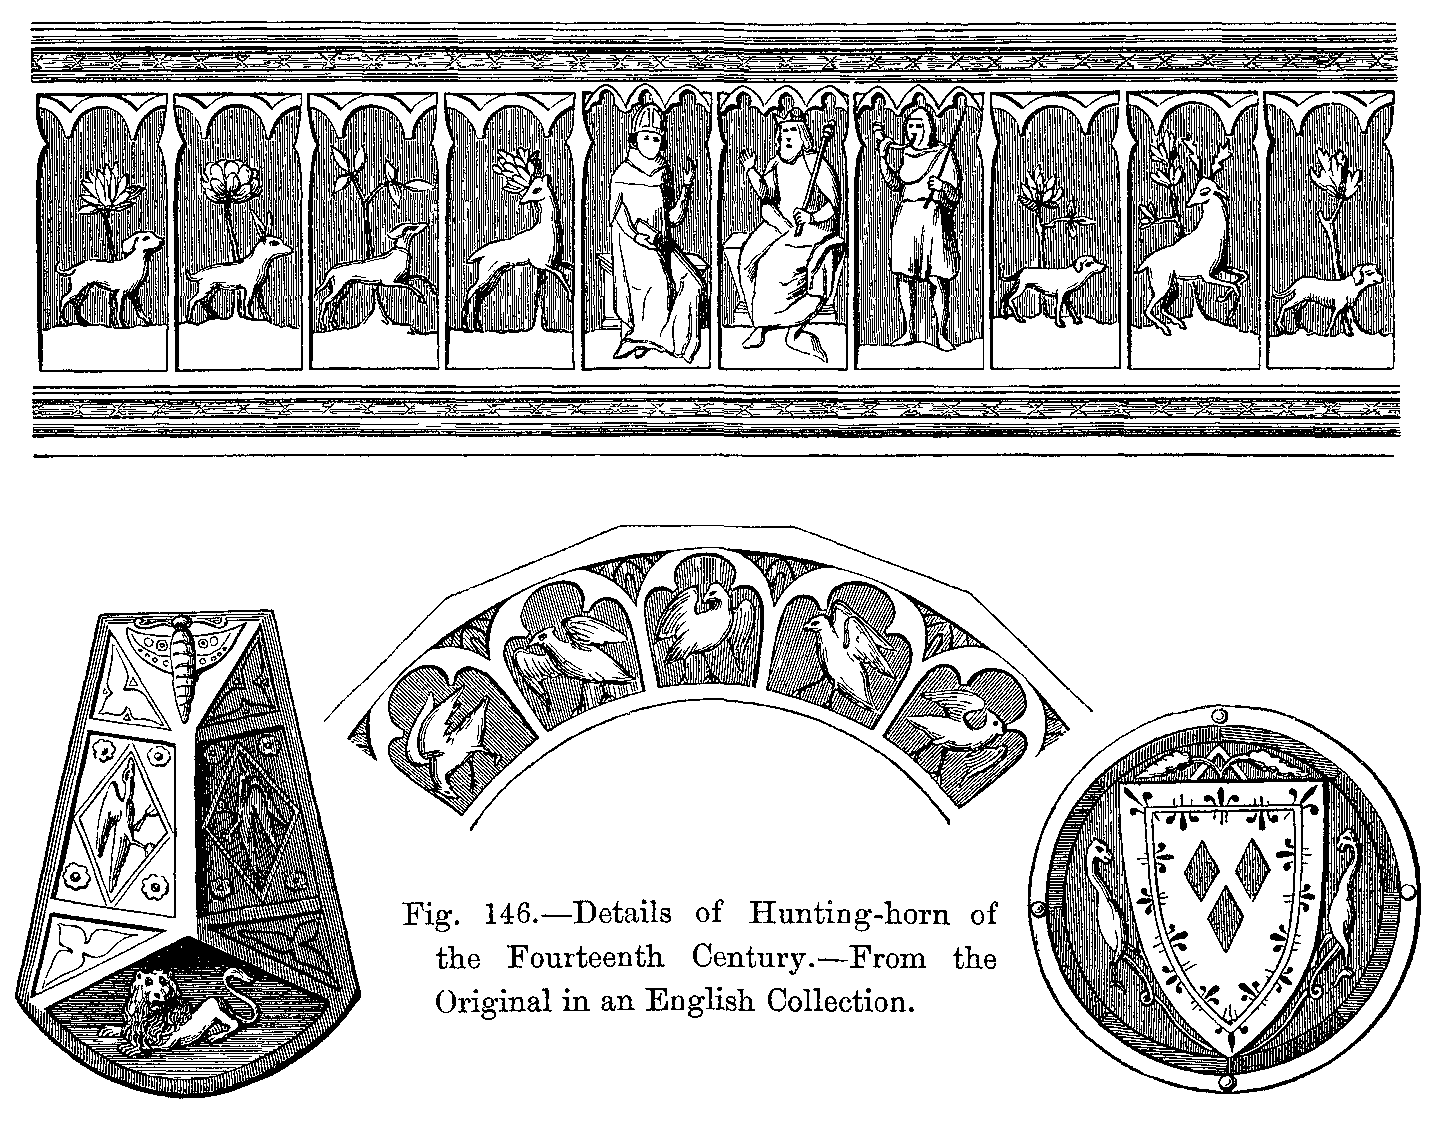 Fig. 146.—Details of Hunting-horn of
the Fourteenth Century.—From the
Original in an English Collection.